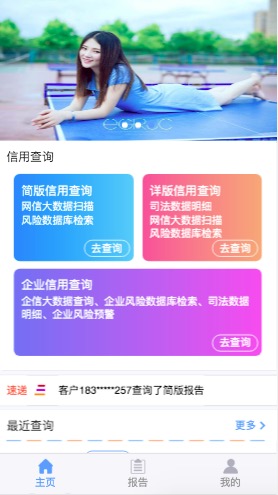 信用查询
简版信用查询
网信大数据扫描
风险数据库检索
去查询
详版信用查询
司法数据明细
网信大数据扫描
风险数据库检索
去查询
企业信用查询
企信大数据查询、企业风险数据库检索、司法数据
明细、企业风险预警
去查询
速递 客户183*****257查询了简版报告
最近查询 更多
主页 报告 我的